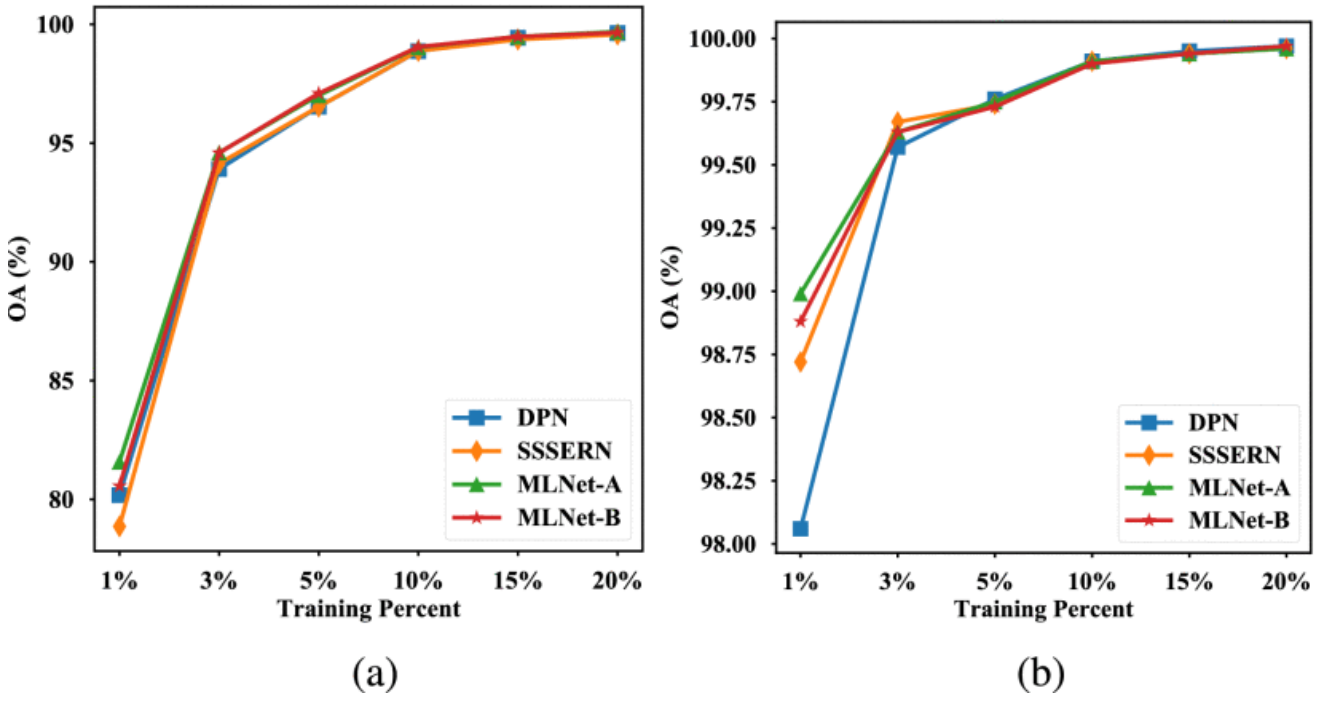 100
95
90
85
80
OA (%)
1% 3% 5% 10% 15% 20%
Training Percent
DPN
SSSERN
MLNet-A
MLNet-B
(a)
100.00
99.75
99.50
99.25
99.00
98.75
98.50
98.25
98.00
OA (%)
1% 3% 5% 10% 15% 20%
Training Percent
DPN
SSSERN
MLNet-A
MLNet-B
(b)